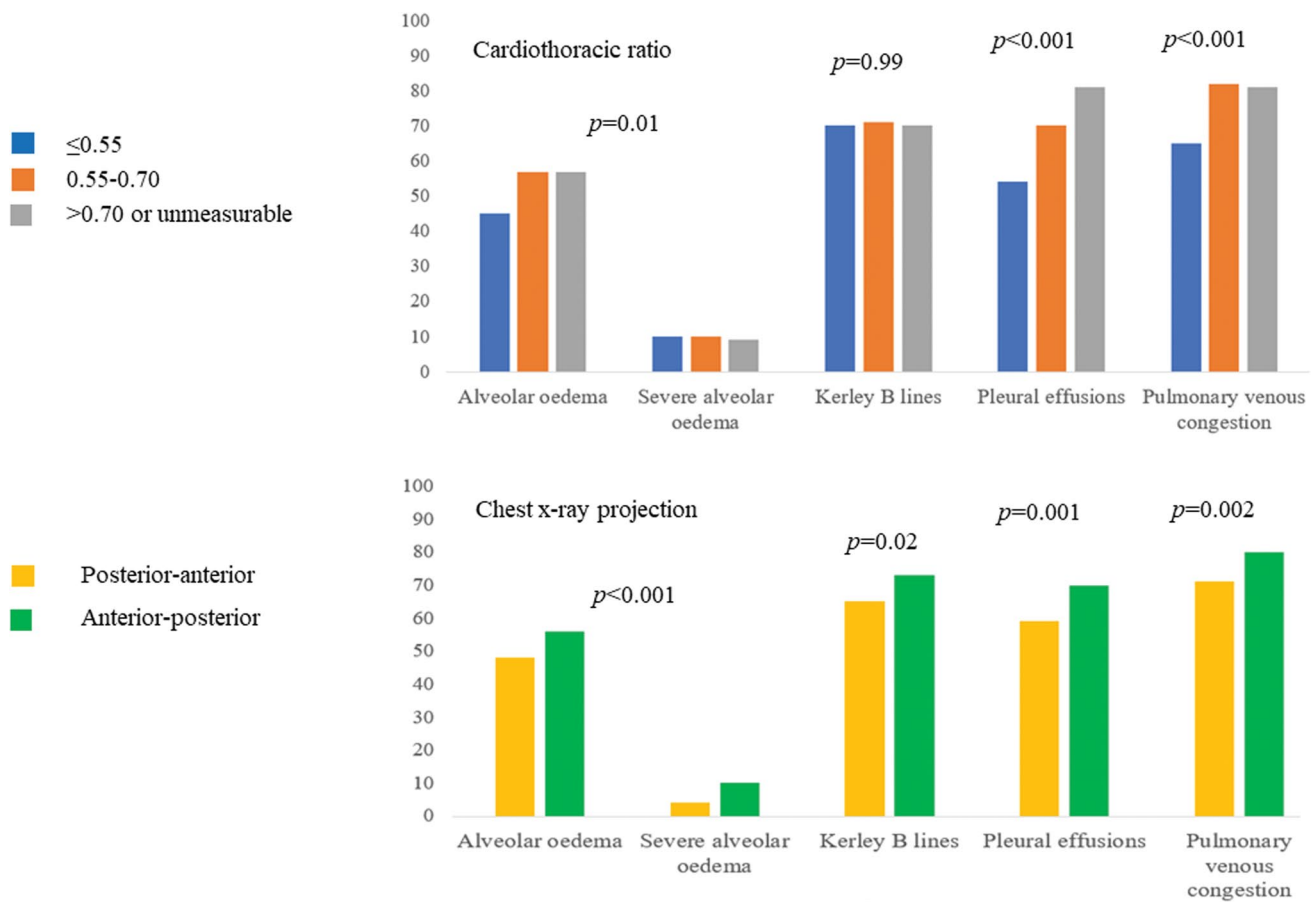 Cardiothoracic ratio
≤0.55
0.55-0.70
>0.70 or unmeasurable
100
90
80
70
60
50
40
30
20
10
0
p=0.01
p=0.99
p<0.001
p<0.001
Alveolar oedema
Severe alveolar
oedema
Kerley B lines
Pleural effusions
Pulmonary venous
congestion
Chest x-ray projection
Posterior-anterior
Anterior-posterior
100
90
80
70
60
50
40
30
20
10
0
p<0.001
p=0.02
p=0.001
p=0.002
Alveolar oedema
Severe alveolar
oedema
Kerley B lines
Pleural effusions
Pulmonary
venous
congestion